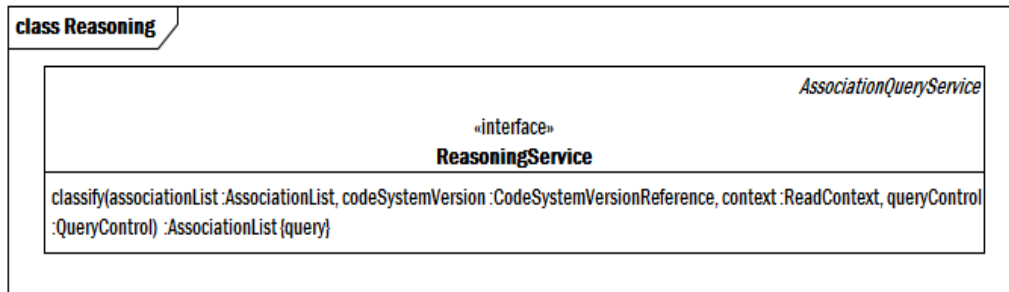 class Reasoning
AssociationQueryService
«interface»
ReasoningService
classify(associationList :AssociationList, codeSystemVersion :CodeSystemVersionReference, context :ReadContext, queryControl
:QueryControl) :AssociationList {query}